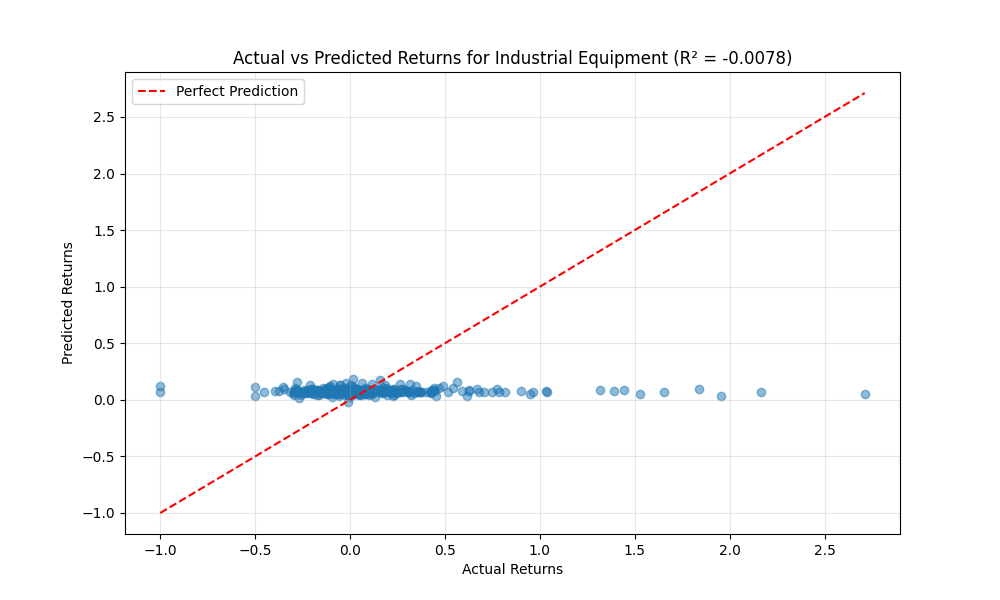 Actual vs Predicted Returns for Industrial Equipment (R² = -0.0078)
Perfect Prediction
2.5
2.0
1.5
1.0
0.5
0.0
−0.5
−1.0
Predicted Returns
−1.0 −0.5 0.0 0.5 1.0 1.5 2.0 2.5
Actual Returns